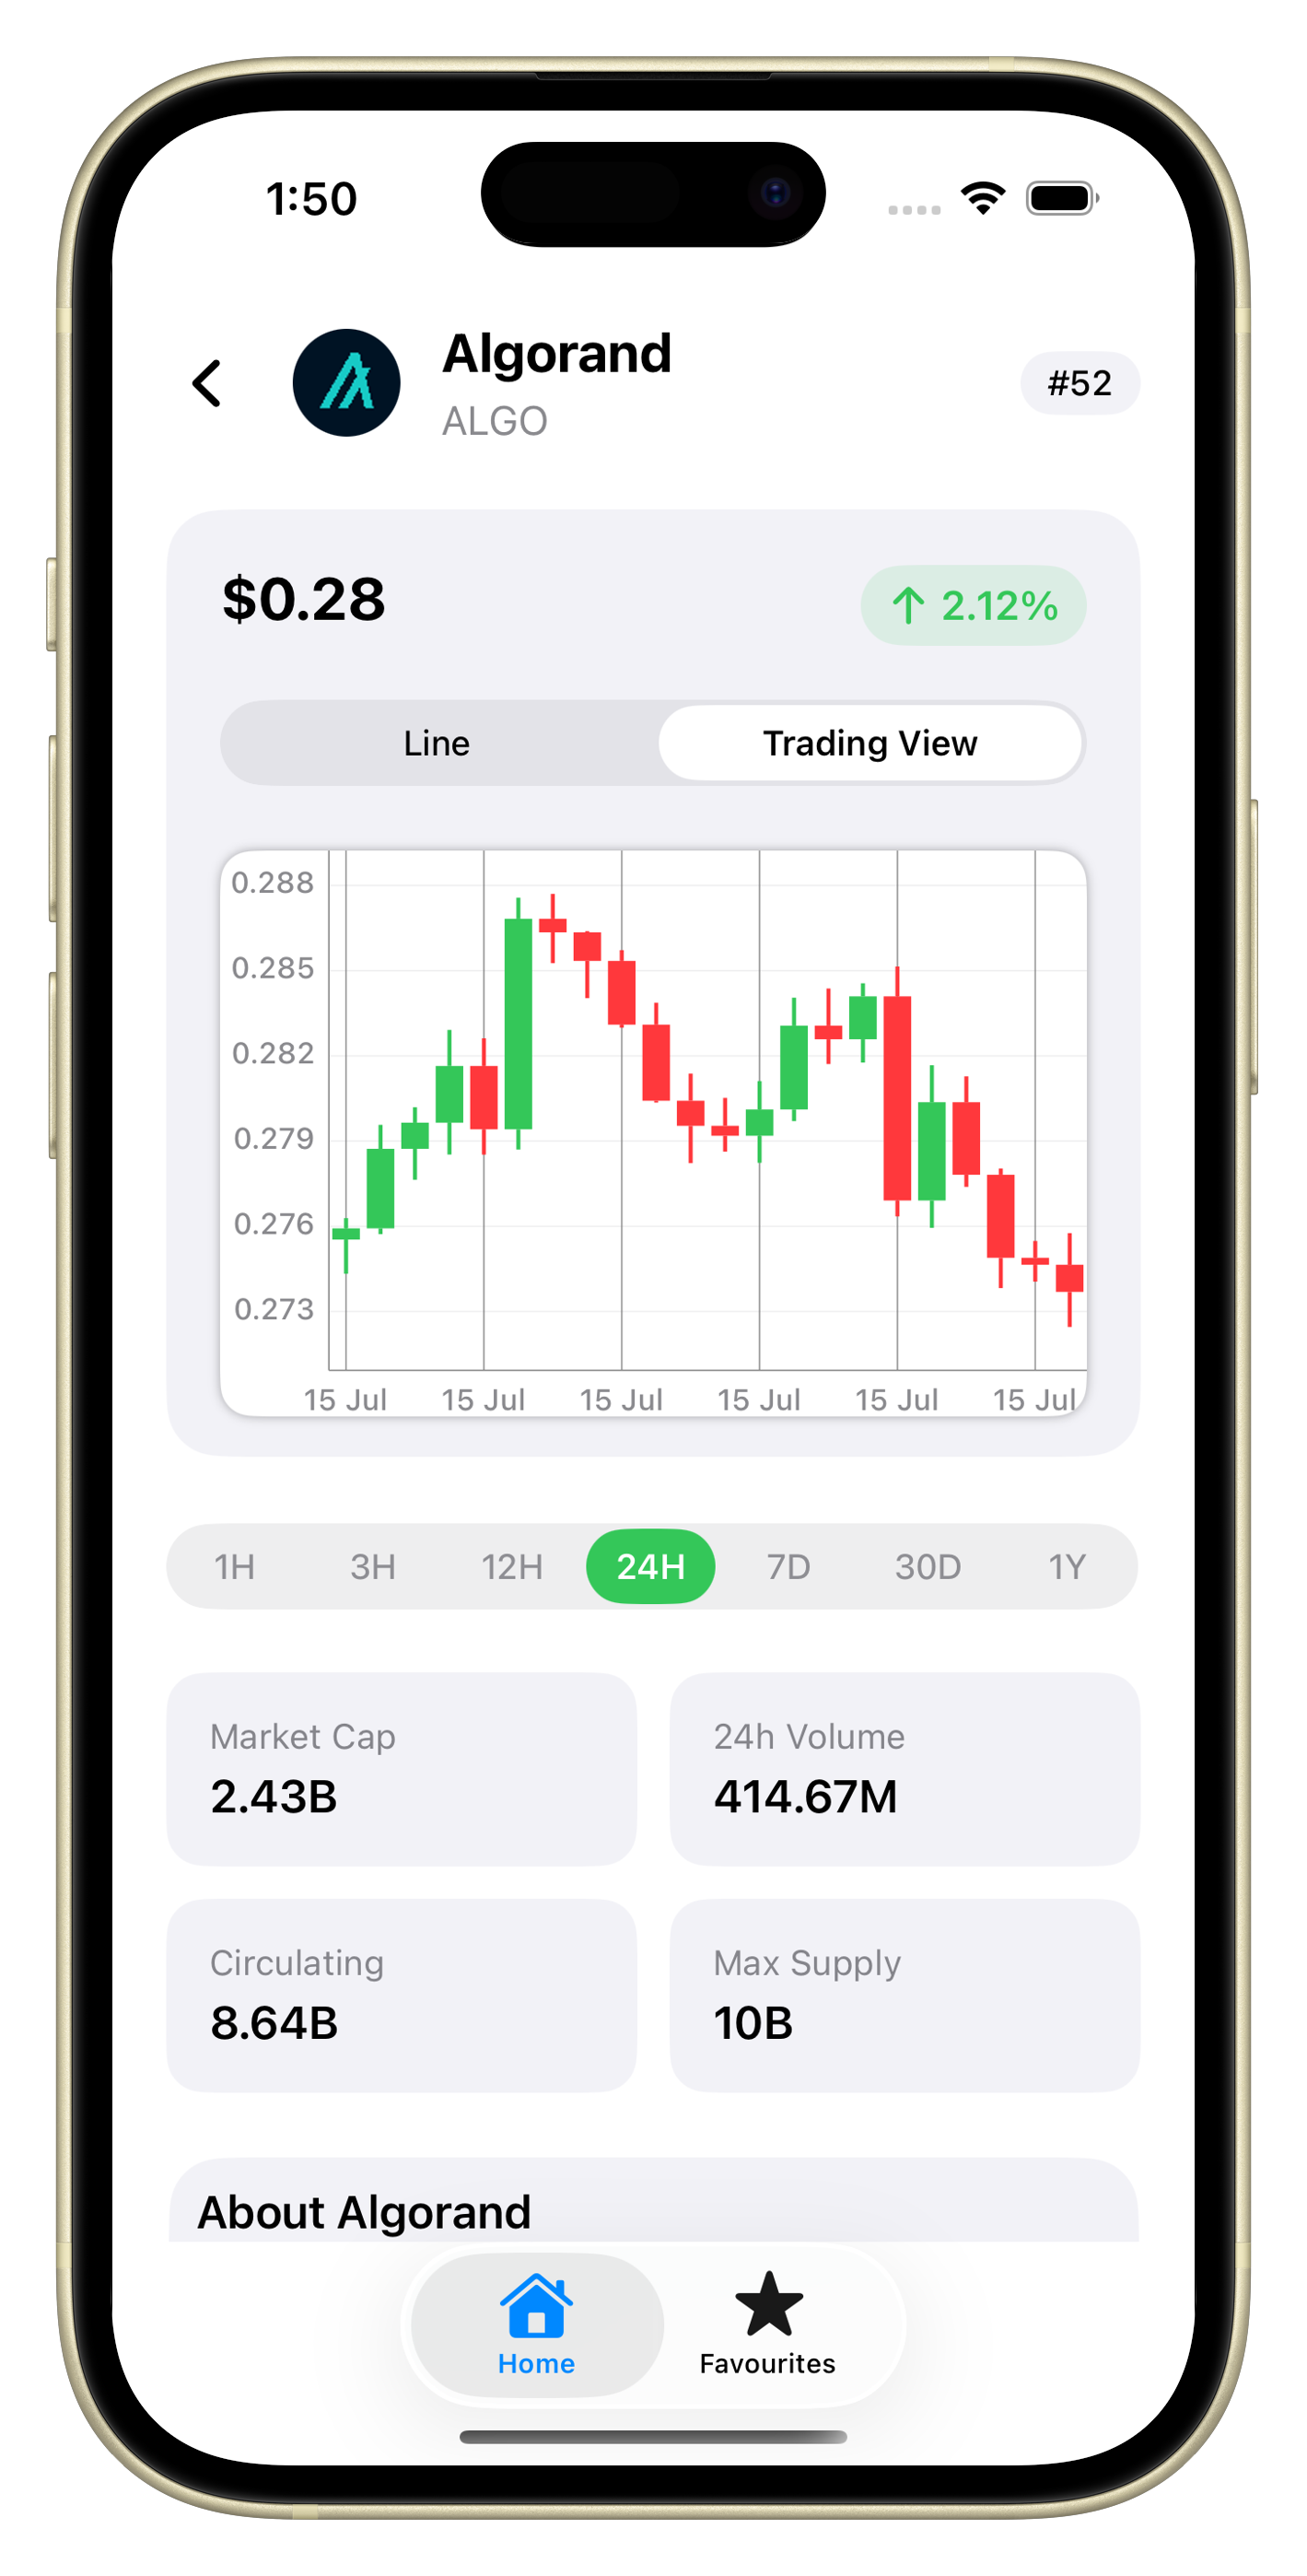 1:50
Algorand
ALGO
#52
$0.28
↑ 2.12%
Line
Trading View
0.288
0.285
0.282
0.279
0.276
0.273
15 Jul 15 Jul 15 Jul 15 Jul 15 Jul 15 Jul
1H 3H 12H 24H 7D 30D 1Y
Market Cap
2.43B
24h Volume
414.67M
Circulating
8.64B
Max Supply
10B
About Algorand
Home
Favourites